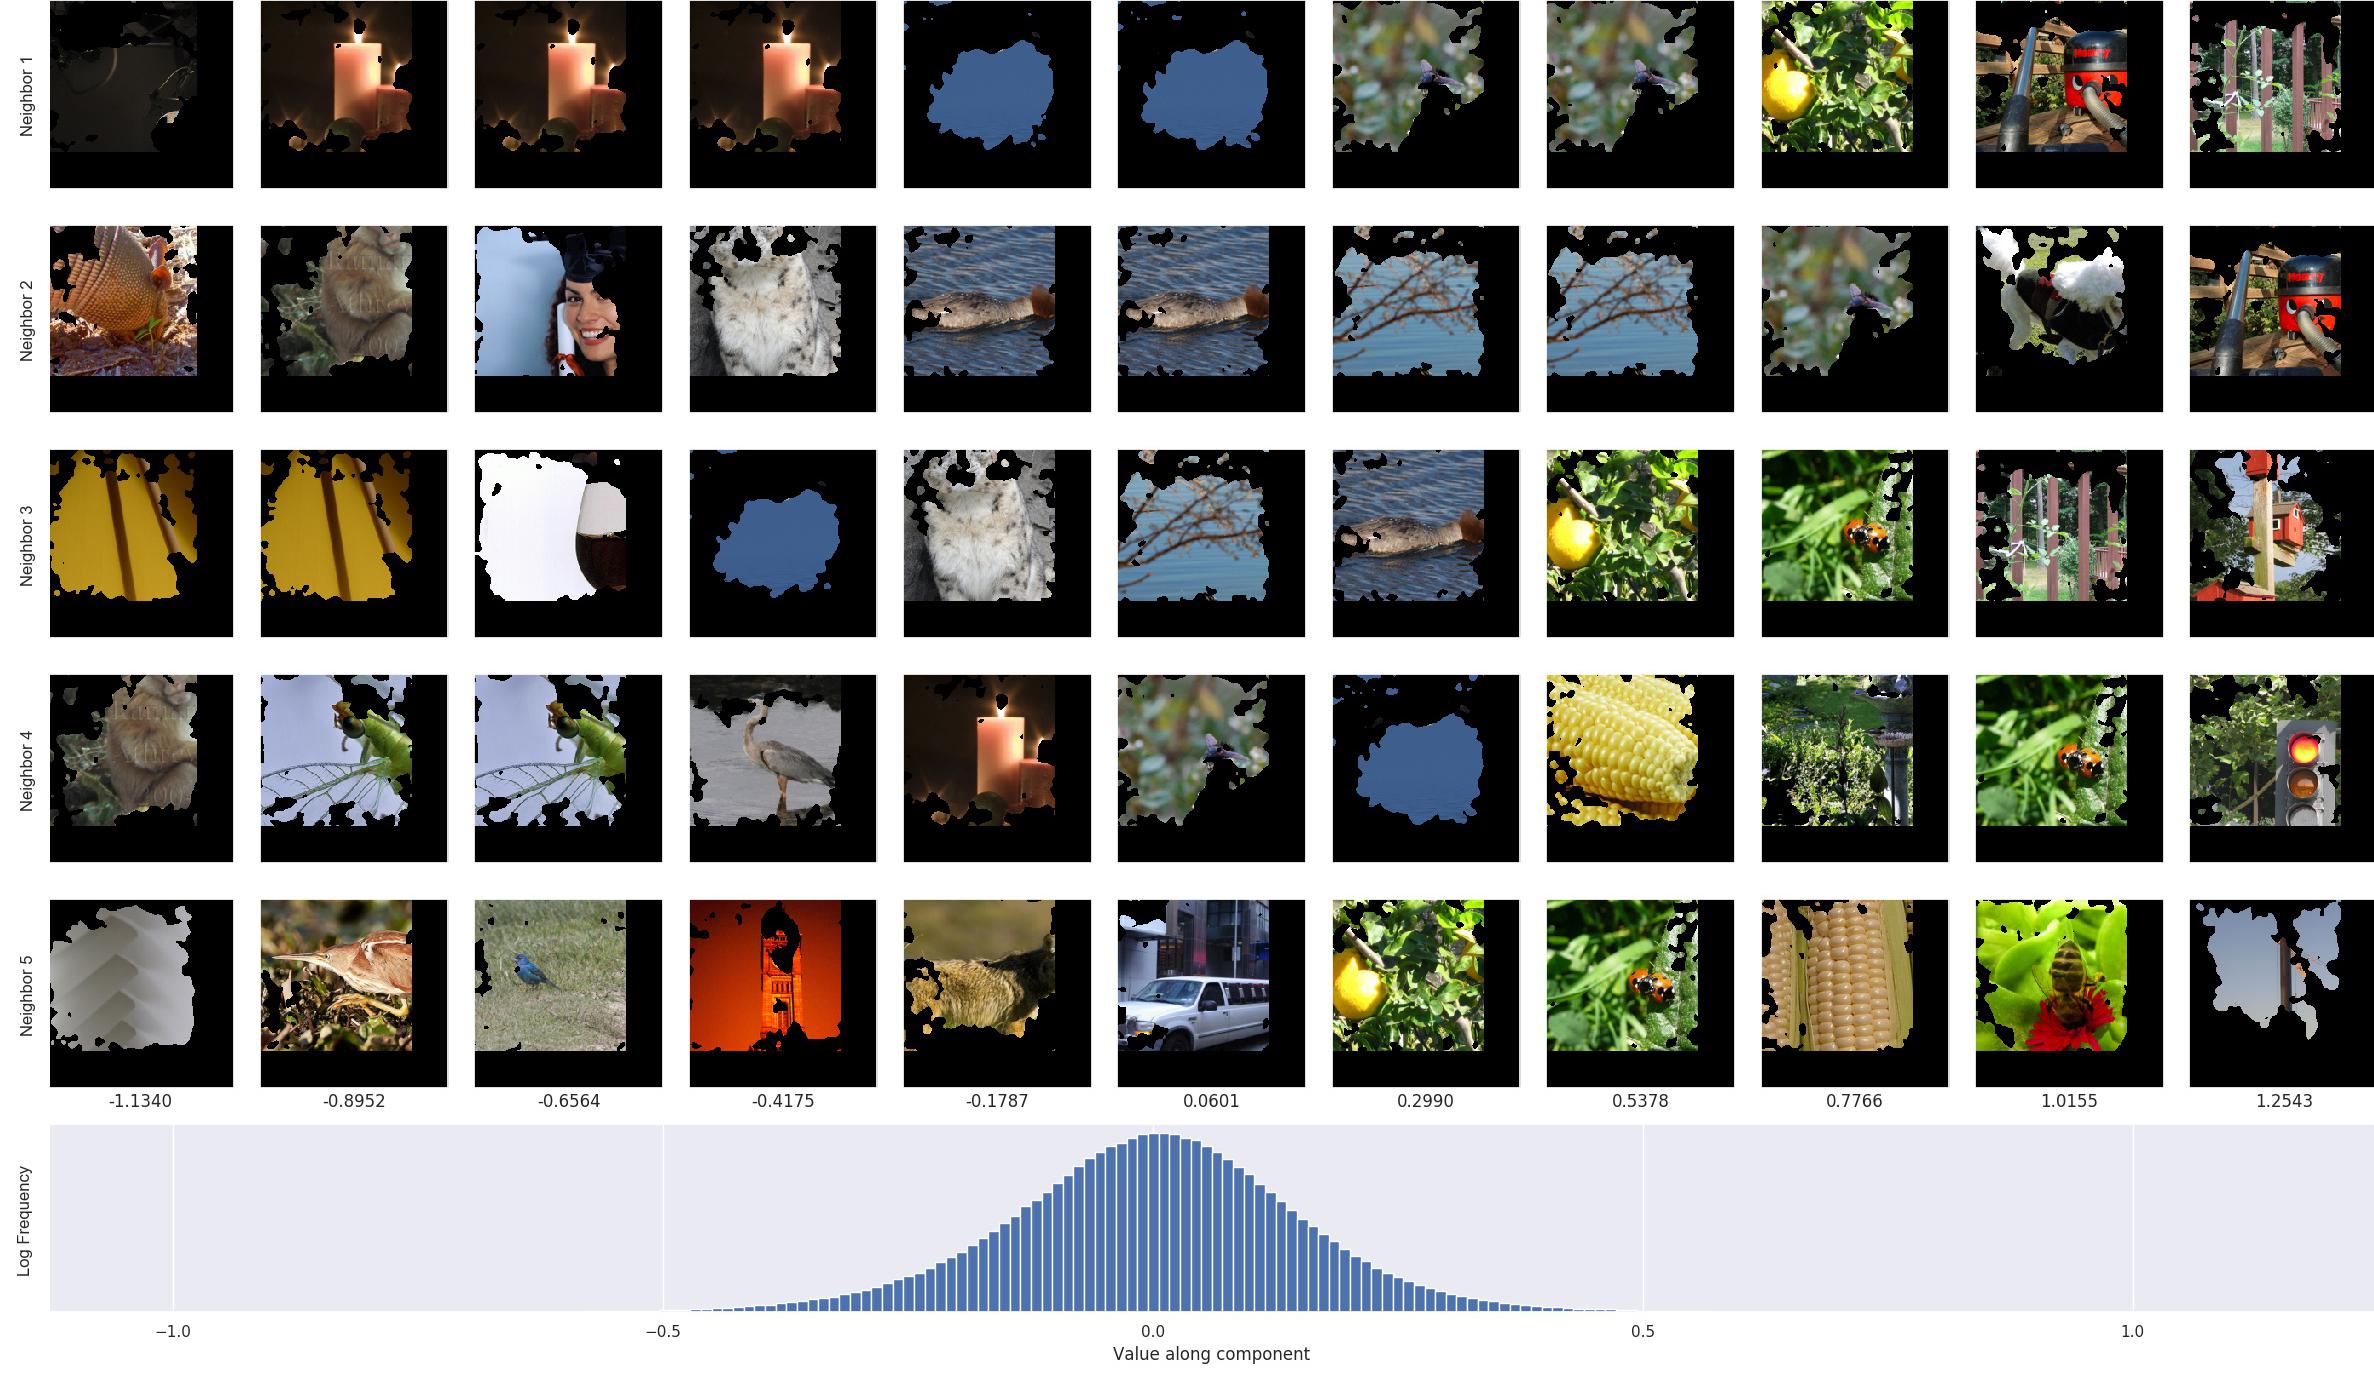 Neighbor 1
Neighbor 2
Neighbor 3
Neighbor 4
Neighbor 5
-1.1340 -0.8952 -0.6564 -0.4175 -0.1787 0.0601 0.2990 0.5378 0.7766 1.0155 1.2543
Log Frequency
−1.0 −0.5 0.0 0.5 1.0
Value along component